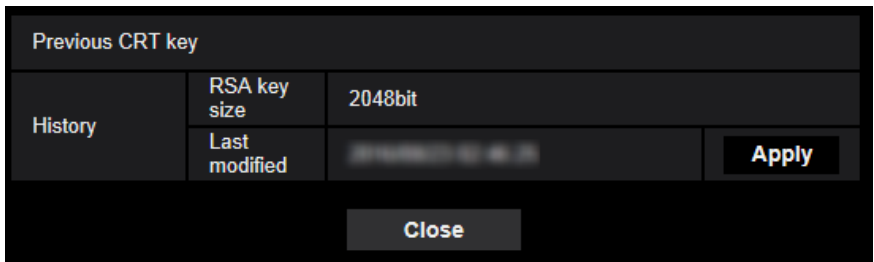 Previous CRT key
History
RSA key
size
2048bit
Last
modified
Apply
Close